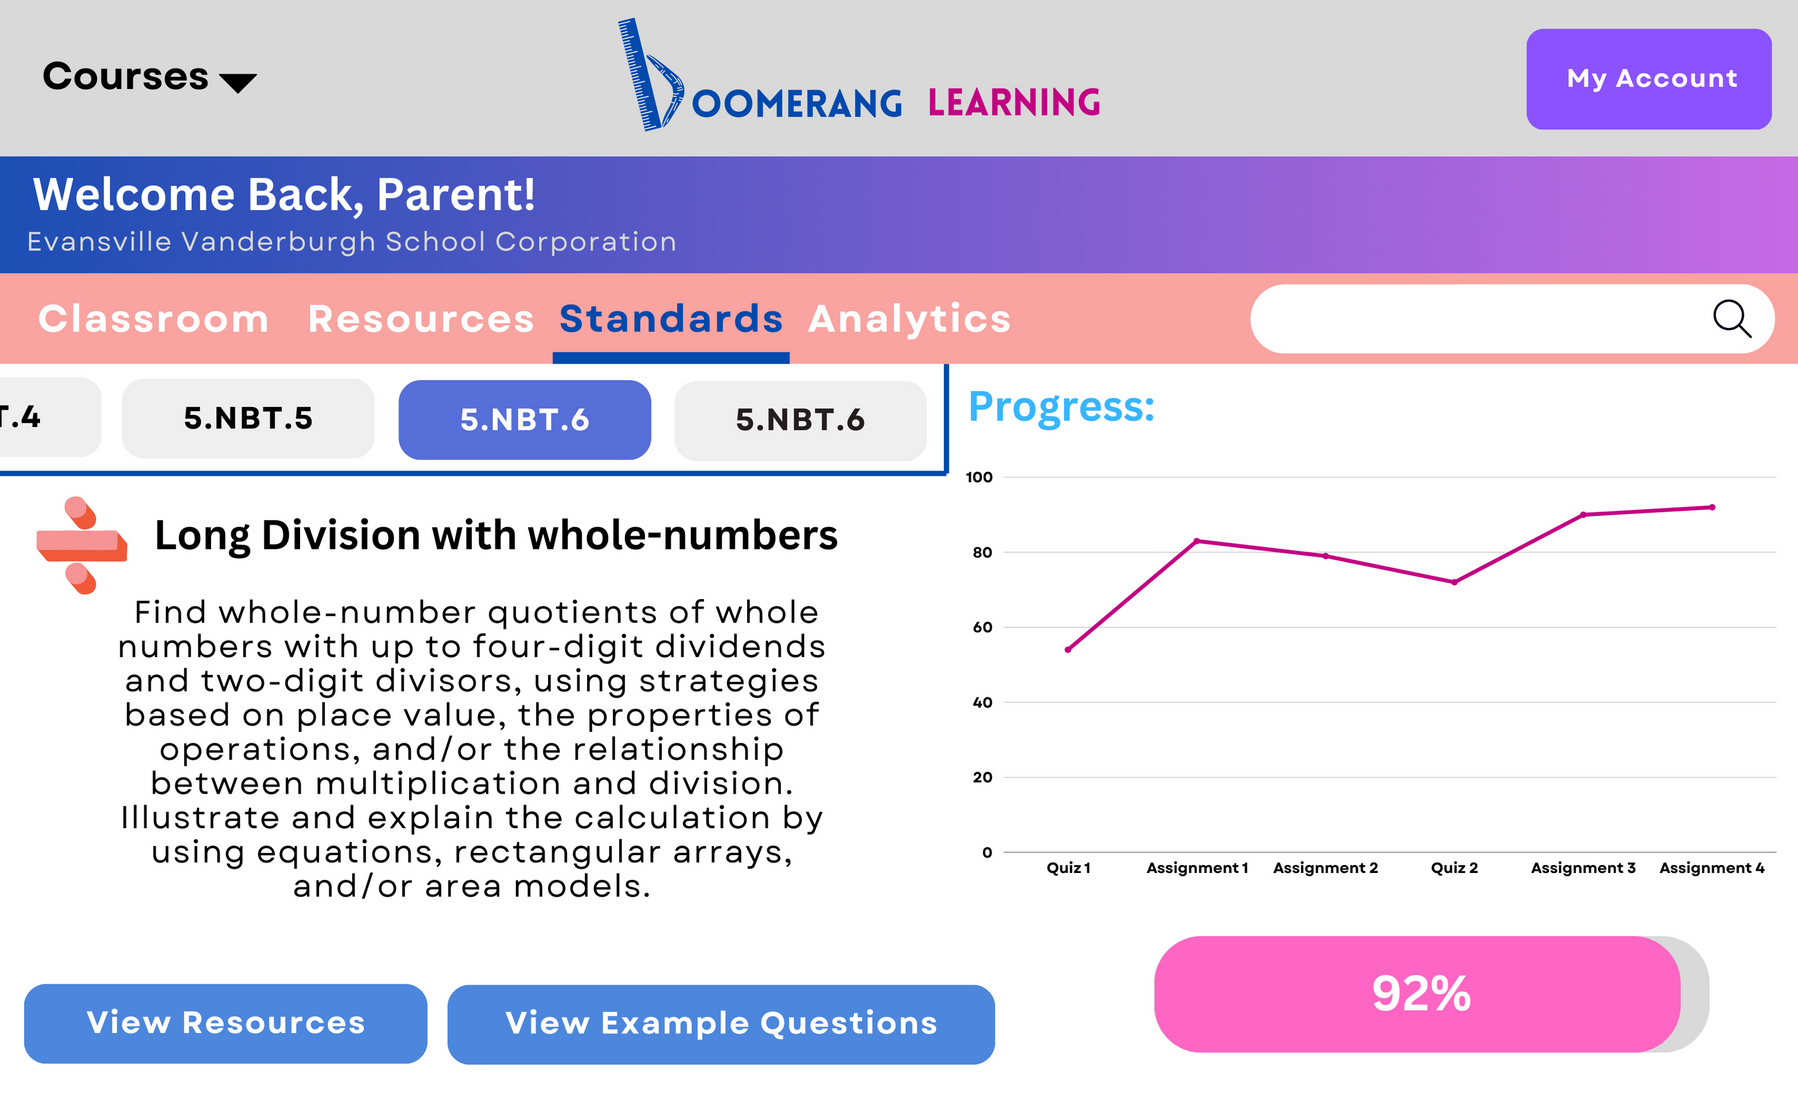 Courses
BOOMERANG LEARNING
My Account
Welcome Back, Parent!
Evansville Vanderburgh School Corporation
Classroom Resources Standards Analytics
T.4 5.NBT.5 5.NBT.6 5.NBT.6
Progress:
Long Division with whole-numbers
Find whole-number quotients of whole
numbers with up to four-digit dividends
and two-digit divisors, using strategies
based on place value, the properties of
operations, and/or the relationship
between multiplication and division.
Illustrate and explain the calculation by
using equations, rectangular arrays,
and/or area models.
View Resources
View Example Questions
100
80
60
40
20
0
Quiz 1 Assignment 1 Assignment 2 Quiz 2 Assignment 3 Assignment 4
92%